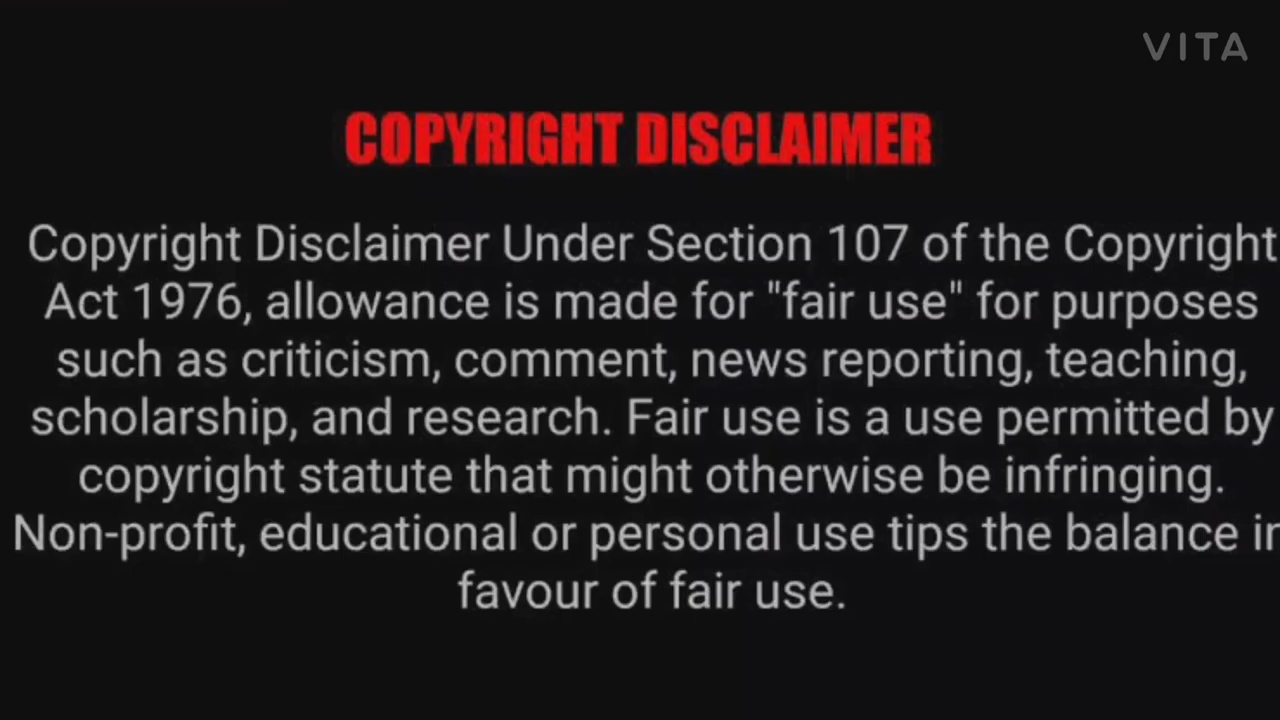 VITA
COPYRIGHT DISCLAIMER
Copyright Disclaimer Under Section 107 of the Copyright
Act 1976, allowance is made for "fair use" for purposes
such as criticism, comment, news reporting, teaching,
scholarship, and research. Fair use is a use permitted by
copyright statute that might otherwise be infringing.
Non-profit, educational or personal use tips the balance in
favour of fair use.